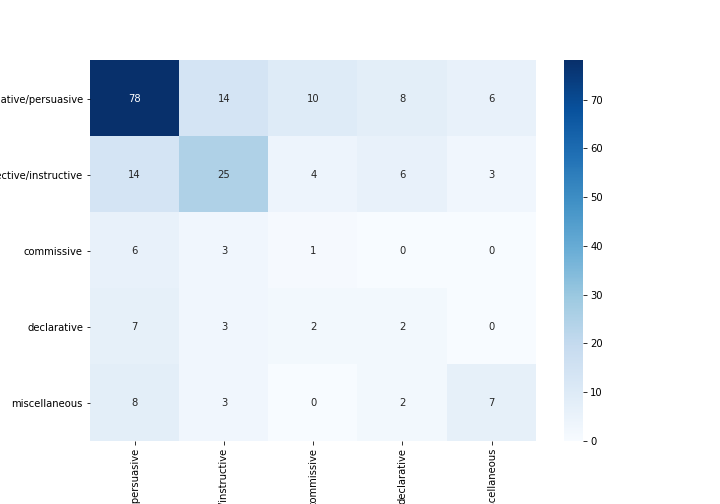 ative/persuasive 78 14 10 8 6
ective/instructive 14 25 4 6 3
commissive 6 3 1 0 0
declarative 7 3 2 2 0
miscellaneous 8 3 0 2 7
persuasive
instructive
ommissive
declarative
cellaneous
70
60
50
40
30
20
10
0